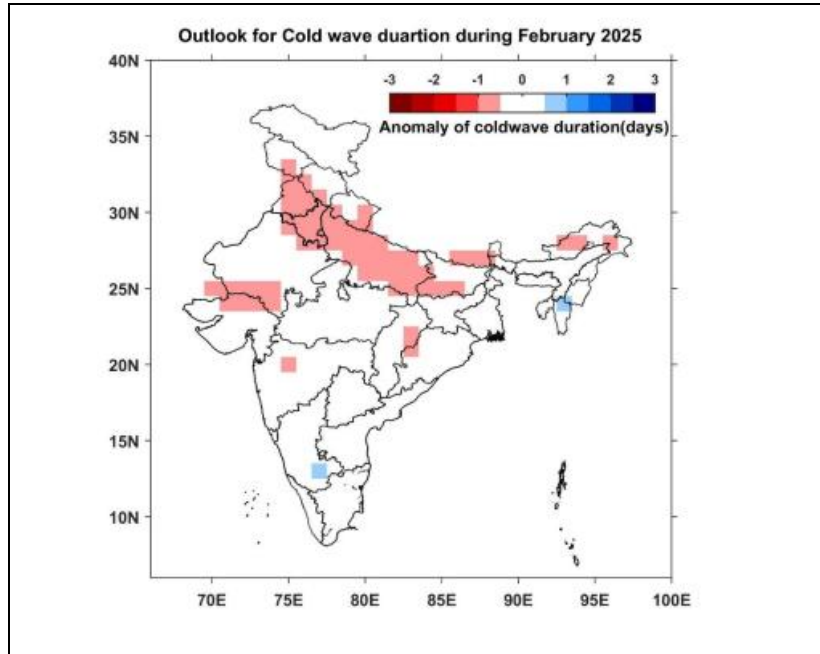 Outlook for Cold wave duartion during February 2025
40N
-3 -2 -1 0 1 2 3
Anomaly of coldwave duration(days)
35N
30N
25N
20N
15N
10N
70E 75E 80E 85E 90E 95E 100E